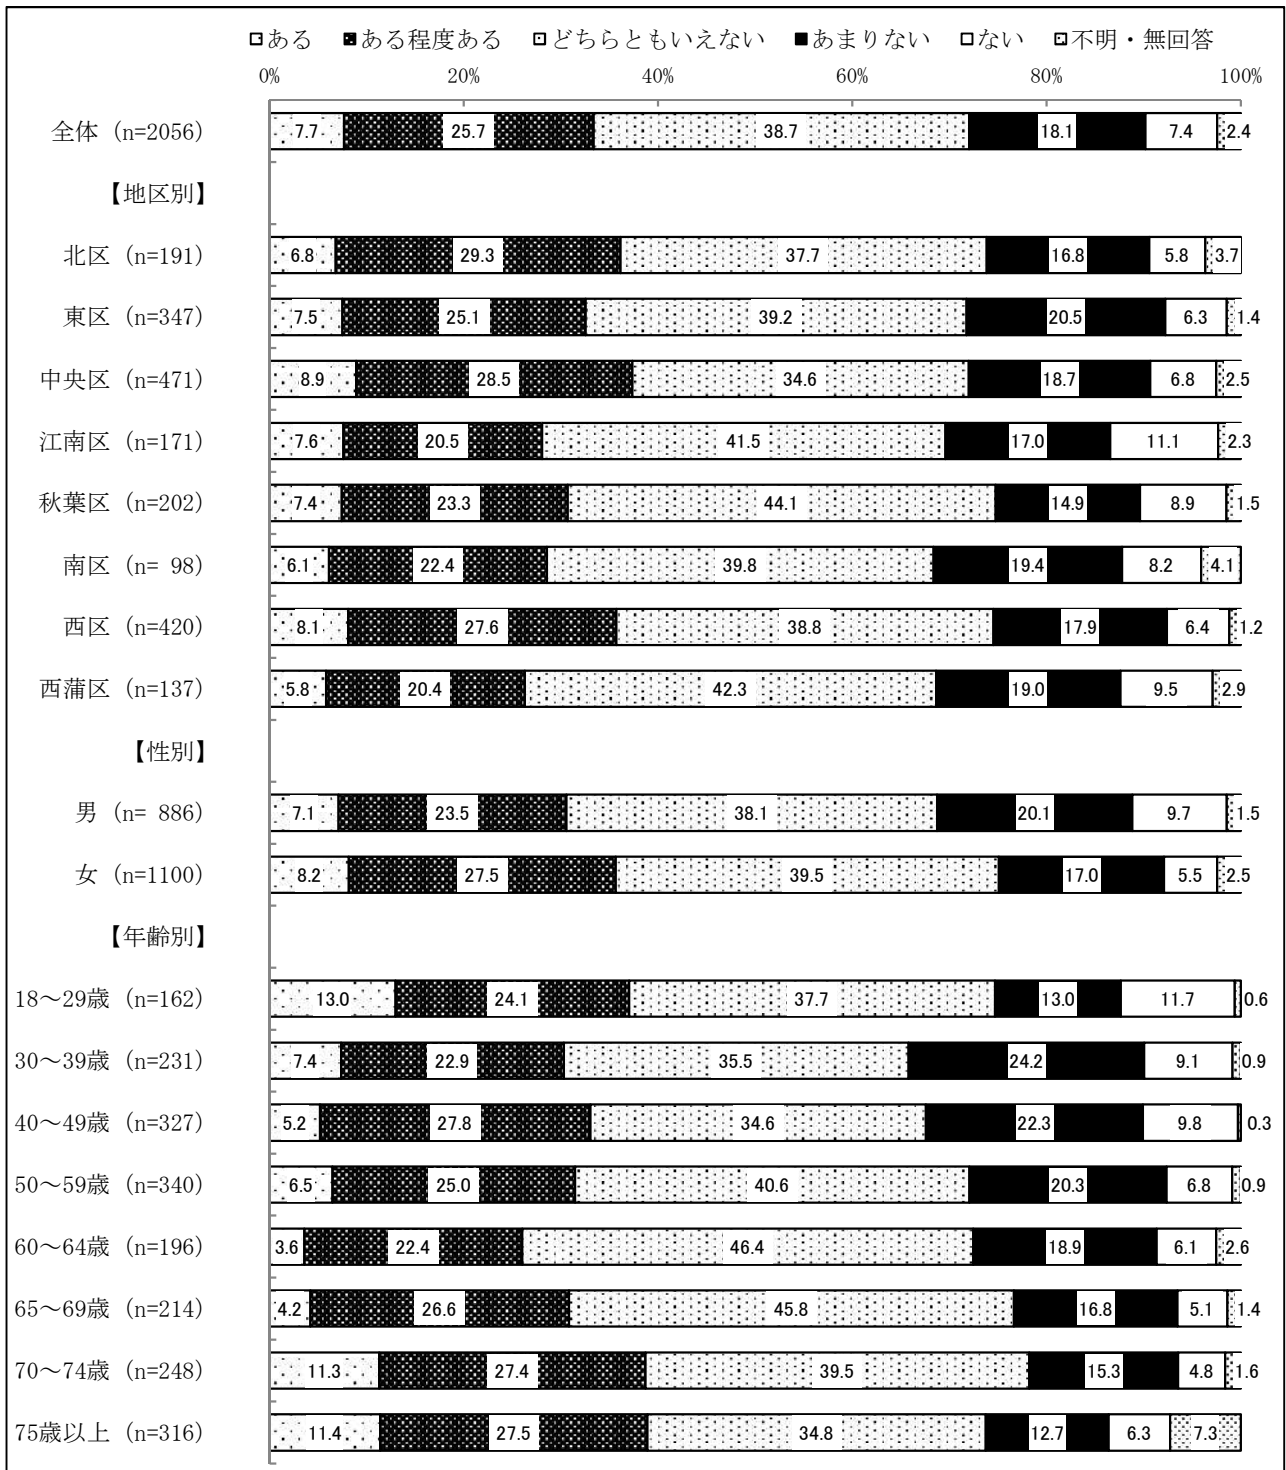 ある ある程度ある どちらともいえない あまりない ない 不明・無回答
0% 20% 40% 60% 80% 100%
全体 (n=2056) 7.7 25.7 38.7 18.1 7.4 2.4
【地区別】
北区 (n=191) 6.8 29.3 37.7 16.8 5.8 3.7
東区 (n=347) 7.5 25.1 39.2 20.5 6.3 1.4
中央区 (n=471) 8.9 28.5 34.6 18.7 6.8 2.5
江南区 (n=171) 7.6 20.5 41.5 17.0 11.1 2.3
秋葉区 (n=202) 7.4 23.3 44.1 14.9 8.9 1.5
南区 (n= 98) 6.1 22.4 39.8 19.4 8.2 4.1
西区 (n=420) 8.1 27.6 38.8 17.9 6.4 1.2
西蒲区 (n=137) 5.8 20.4 42.3 19.0 9.5 2.9
【性別】
男 (n= 886) 7.1 23.5 38.1 20.1 9.7 1.5
女 (n=1100) 8.2 27.5 39.5 17.0 5.5 2.5
【年齢別】
18～29歳 (n=162) 13.0 24.1 37.7 13.0 11.7 0.6
30～39歳 (n=231) 7.4 22.9 35.5 24.2 9.1 0.9
40～49歳 (n=327) 5.2 27.8 34.6 22.3 9.8 0.3
50～59歳 (n=340) 6.5 25.0 40.6 20.3 6.8 0.9
60～64歳 (n=196) 3.6 22.4 46.4 18.9 6.1 2.6
65～69歳 (n=214) 4.2 26.6 45.8 16.8 5.1 1.4
70～74歳 (n=248) 11.3 27.4 39.5 15.3 4.8 1.6
75歳以上 (n=316) 11.4 27.5 34.8 12.7 6.3 7.3